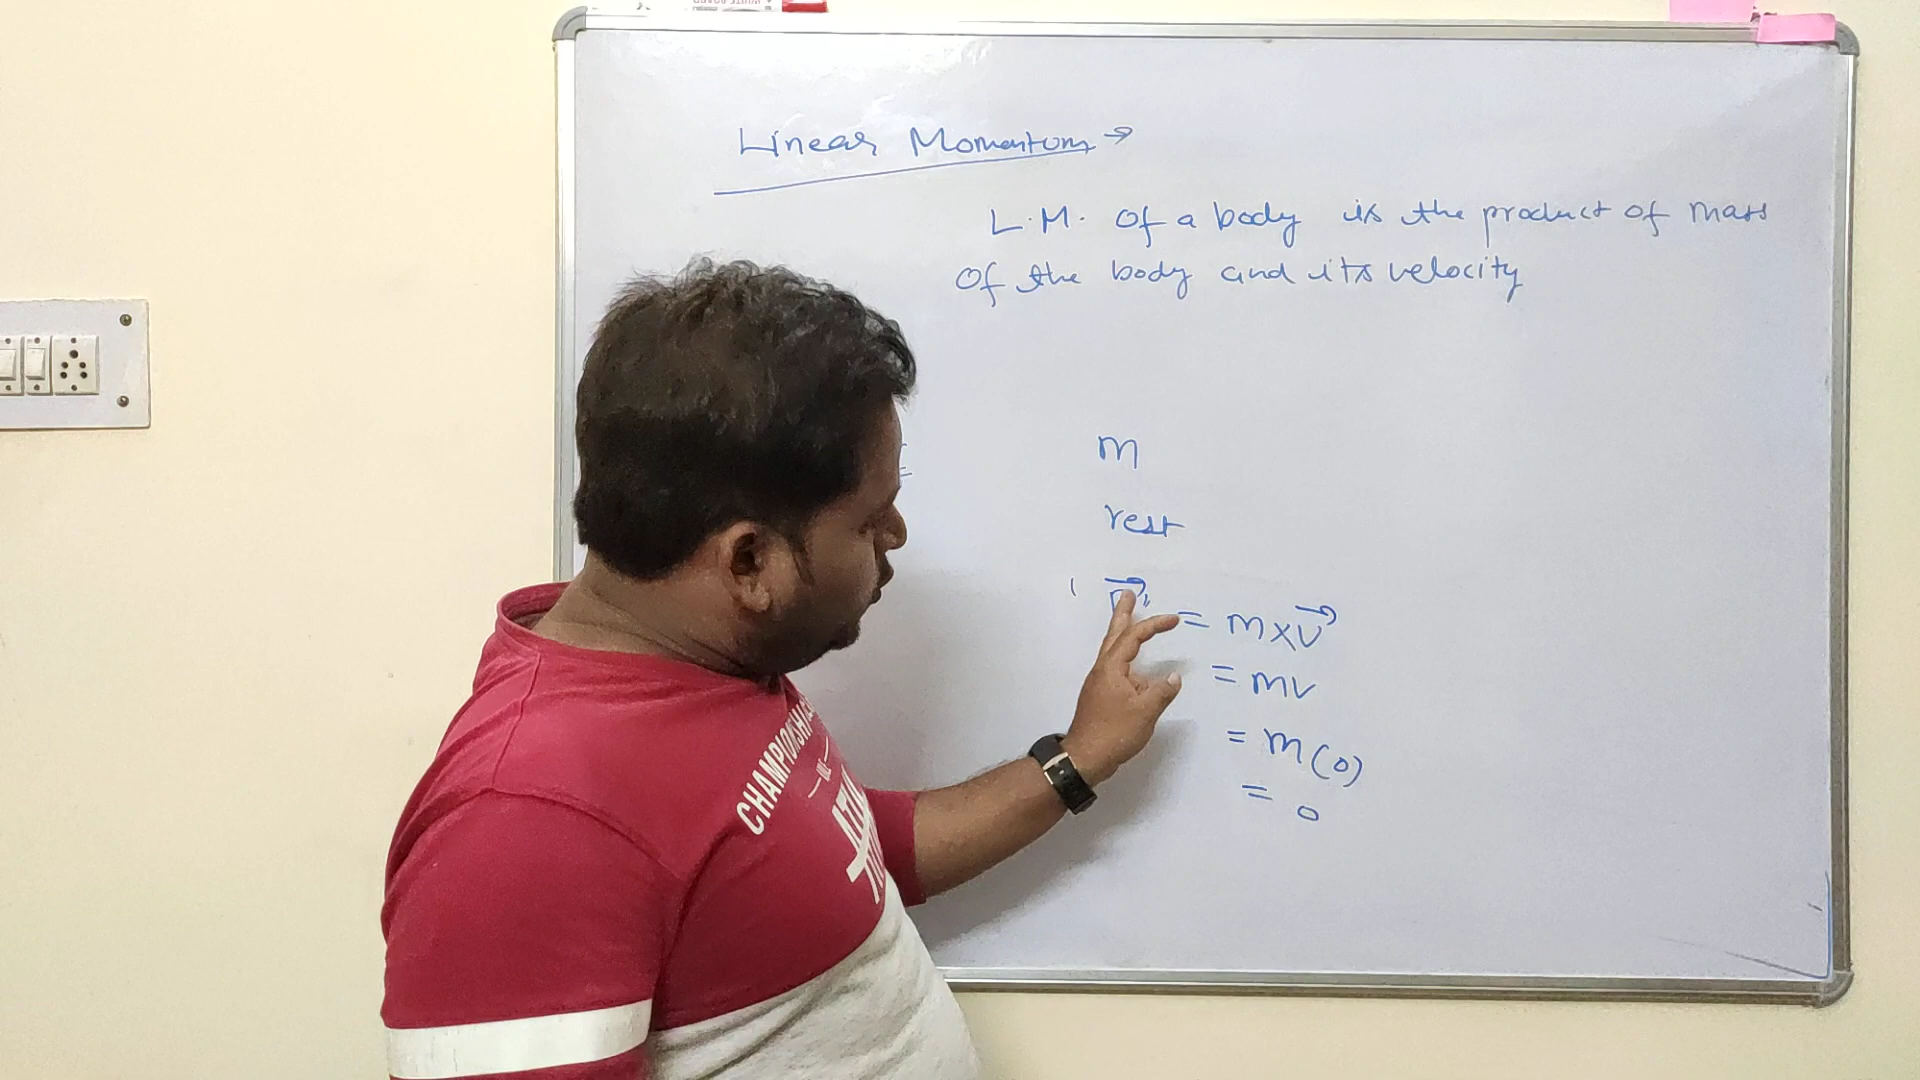 Linear Momentum →
L.M. Of a body is the product of mass
Of the body and its velocity
m
rest
= m×v⃗
= mv
= m(0)
= 0
CHAMPIONSHIP